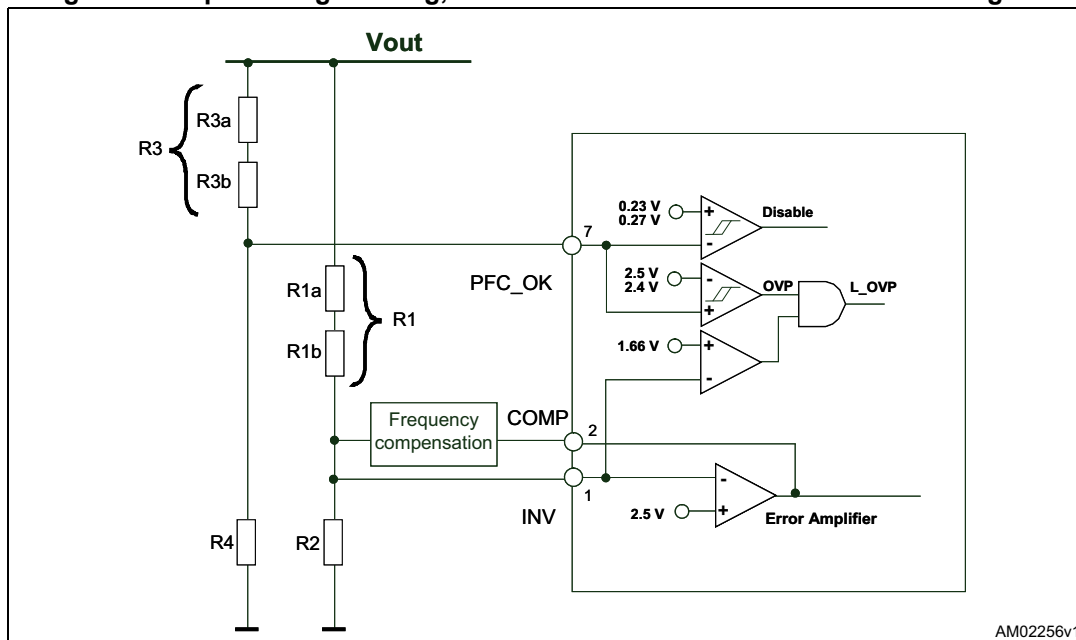 Vout
R3a
R3
R3b
0.23 V
0.27 V
+
-
Disable
7
PFC_OK
2.5 V
2.4 V
-
+
OVP
L_OVP
R1a
R1
R1b
1.66 V
+
-
Frequency
compensation
COMP
2
1
INV
-
2.5 V
+
Error Amplifier
R4
R2
AM02256v1